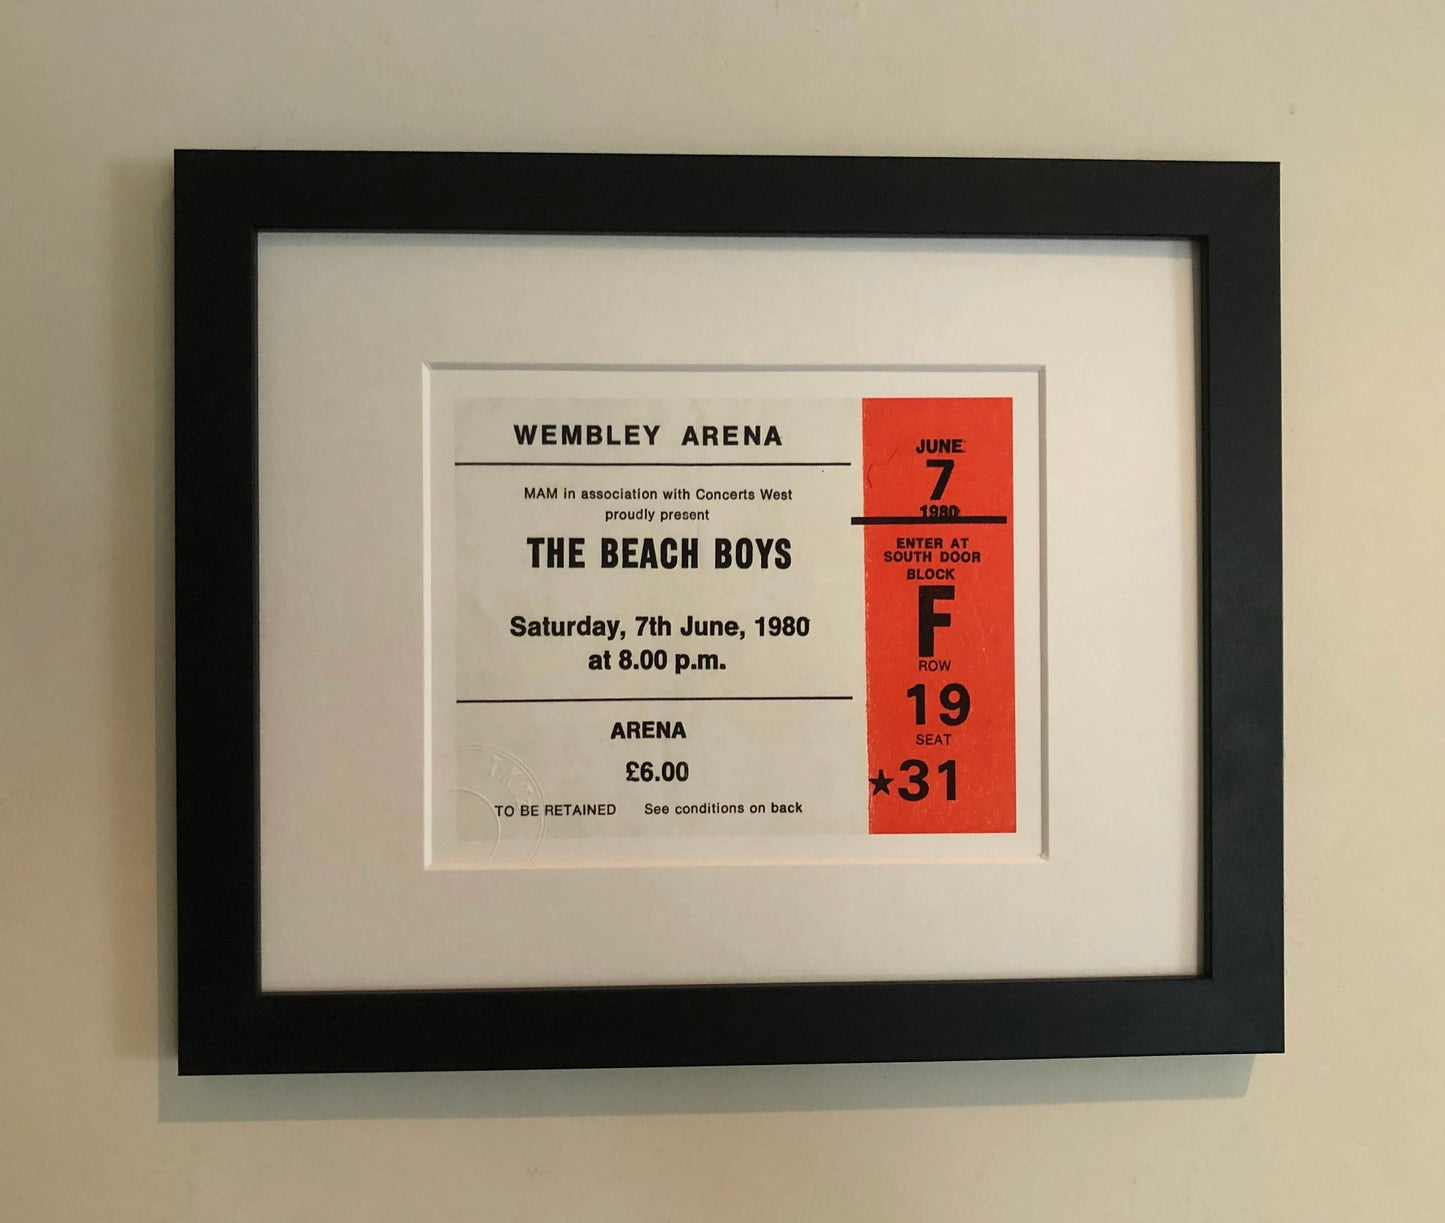 WEMBLEY ARENA
MAM in association with Concerts West
proudly present
THE BEACH BOYS
Saturday, 7th June, 1980
at 8.00 p.m.
ARENA
£6.00
TO BE RETAINED See conditions on back
JUNE
7
1980
ENTER AT
SOUTH DOOR
BLOCK
F
ROW
19
SEAT
★31